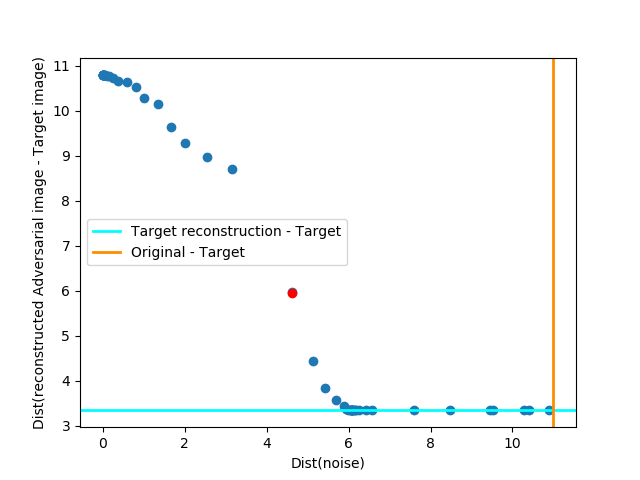 Dist(reconstructed Adversarial image - Target image)
11
10
9
8
7
6
5
4
3
Target reconstruction - Target
Original - Target
0 2 4 6 8 10
Dist(noise)